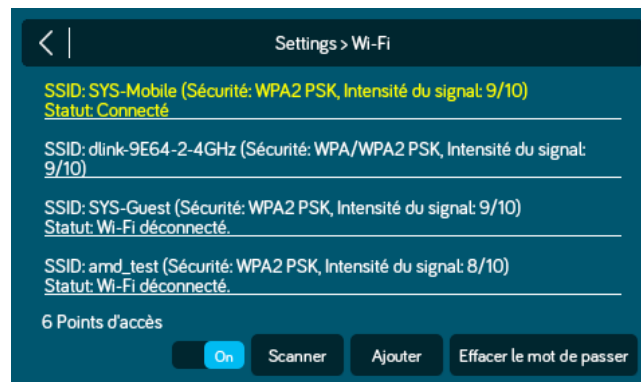 Settings > Wi-Fi
SSID: SYS-Mobile (Sécurité: WPA2 PSK, Intensité du signal: 9/10)
Statut: Connecté
SSID: dlink-9E64-2-4GHz (Sécurité: WPA/WPA2 PSK, Intensité du signal:
9/10)
SSID: SYS-Guest (Sécurité: WPA2 PSK, Intensité du signal: 9/10)
Statut: Wi-Fi déconnecté.
SSID: amd_test (Sécurité: WPA2 PSK, Intensité du signal: 8/10)
Statut: Wi-Fi déconnecté.
6 Points d'accès
On Scanner Ajouter Effacer le mot de passer